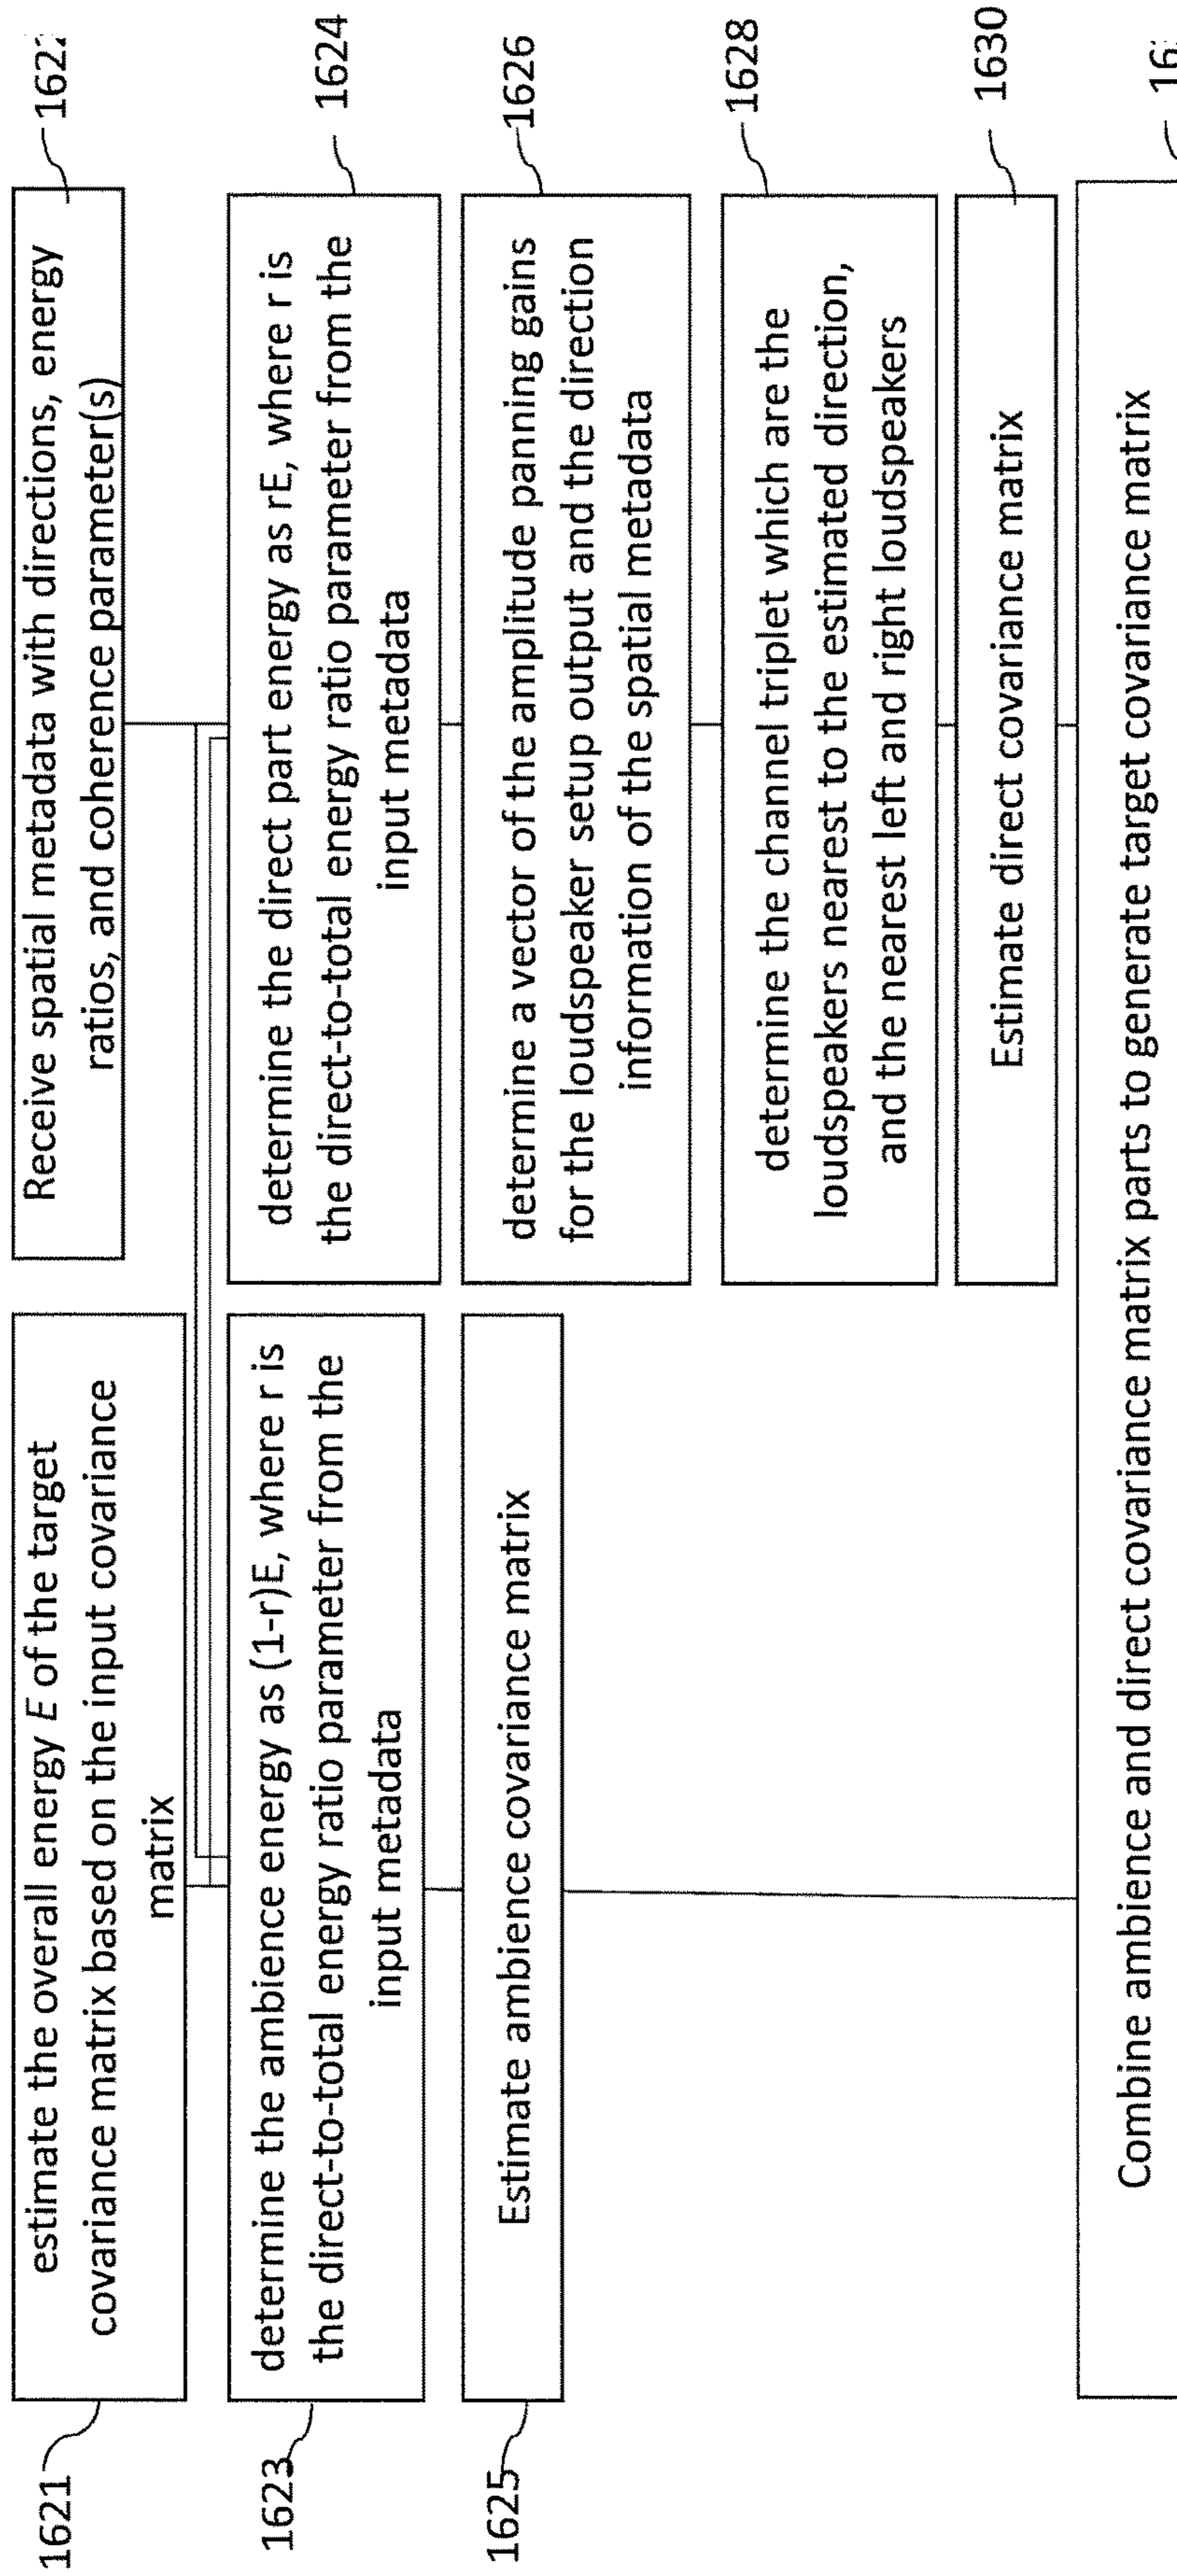 1621
estimate the overall energy E of the target
covariance matrix based on the input covariance
matrix
Receive spatial metadata with directions, energy
ratios, and coherence parameter(s)
1623
determine the ambience energy as (1-r)E, where r is
the direct-to-total energy ratio parameter from the
input metadata
determine the direct part energy as rE, where r is
the direct-to-total energy ratio parameter from the
input metadata
1624
1625
Estimate ambience covariance matrix
determine a vector of the amplitude panning gains
for the loudspeaker setup output and the direction
information of the spatial metadata
1626
determine the channel triplet which are the
loudspeakers nearest to the estimated direction,
and the nearest left and right loudspeakers
1628
Estimate direct covariance matrix
1630
Combine ambience and direct covariance matrix parts to generate target covariance matrix